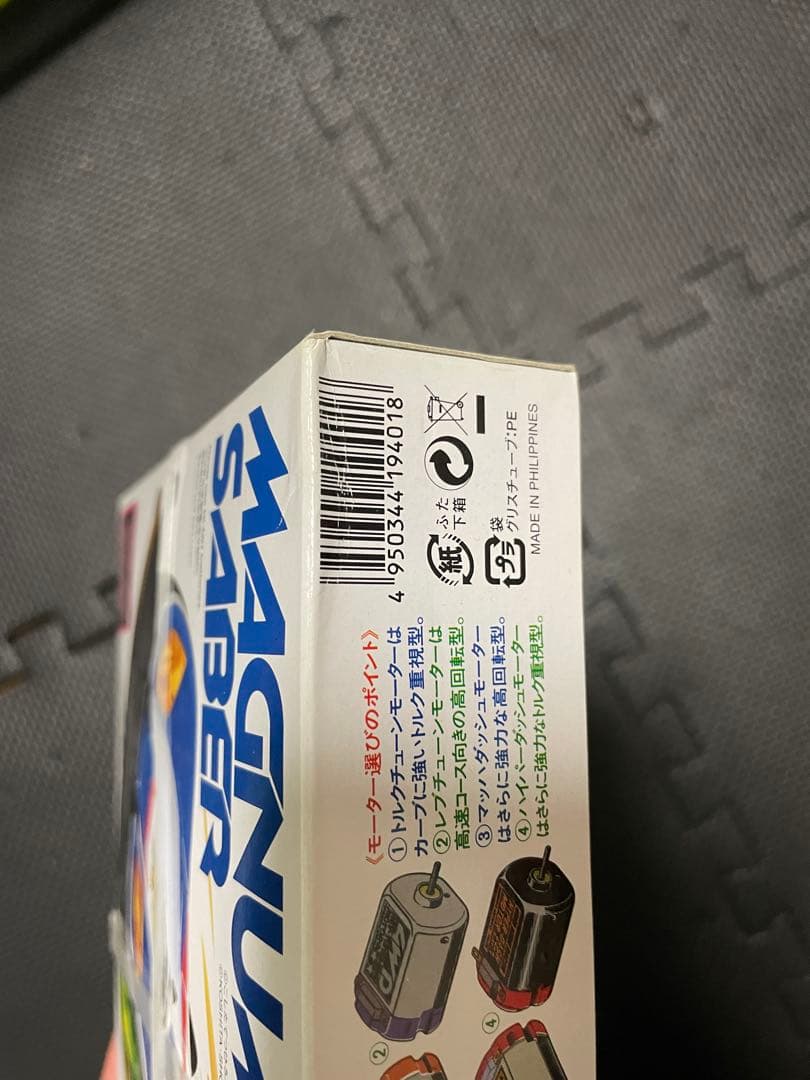 MAGNUM
SABER
4 950344 194018
紙
ふた
下箱
プラ
袋
グリスチューブ:PE
MADE IN PHILIPPINES
《モーター選びのポイント》
①トルクチューンモーターは
カーブに強いトルク重視型。
②レブチューンモーターは
高速コース向きの高回転型。
③マッハダッシュモーター
はさらに強力な高回転型。
④ハイパーダッシュモーター
はさらに強力なトルク重視型。
②
④